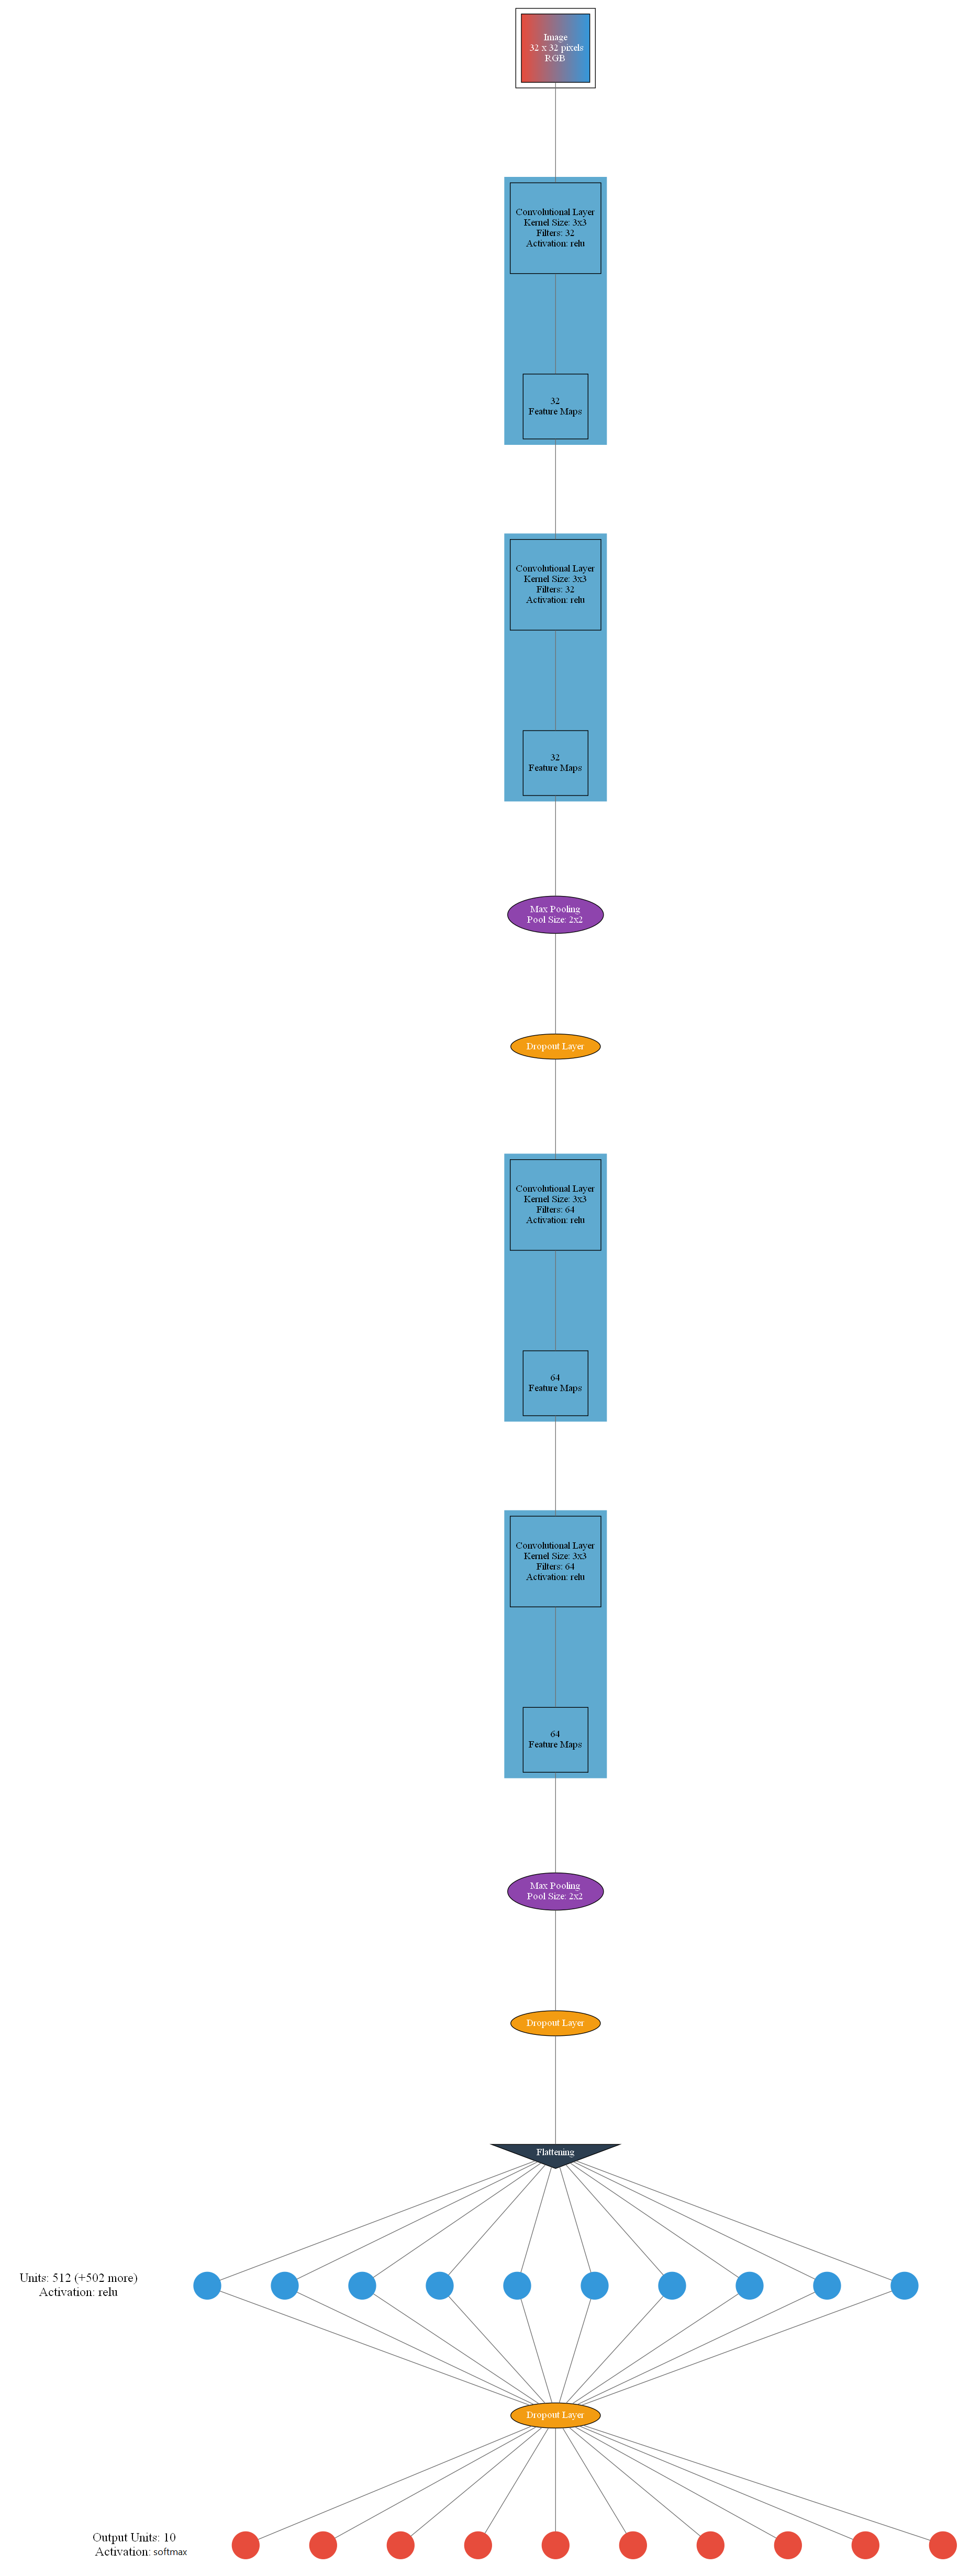 Image
32 x 32 pixels
RGB
Convolutional Layer
Kernel Size: 3x3
Filters: 32
Activation: relu
32
Feature Maps
Convolutional Layer
Kernel Size: 3x3
Filters: 32
Activation: relu
32
Feature Maps
Max Pooling
Pool Size: 2x2
Dropout Layer
Convolutional Layer
Kernel Size: 3x3
Filters: 64
Activation: relu
64
Feature Maps
Convolutional Layer
Kernel Size: 3x3
Filters: 64
Activation: relu
64
Feature Maps
Max Pooling
Pool Size: 2x2
Dropout Layer
Flattening
Units: 512 (+502 more)
Activation: relu
Dropout Layer
Output Units: 10
Activation: softmax